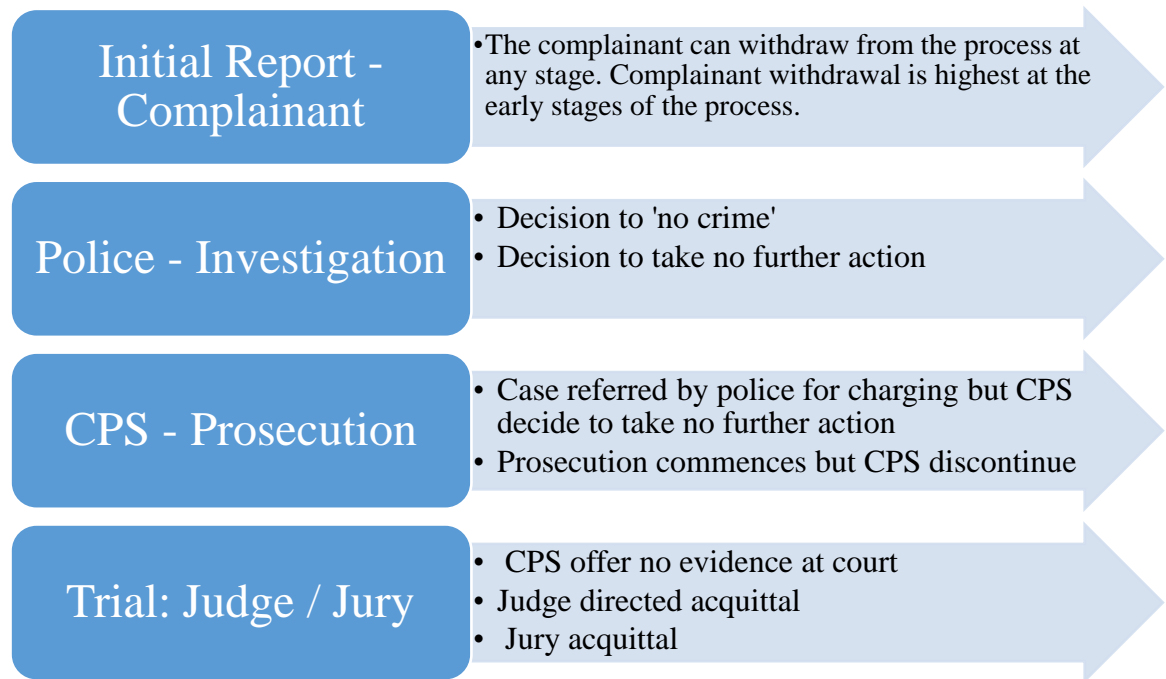 Initial Report -
Complainant
•The complainant can withdraw from the process at
any stage. Complainant withdrawal is highest at the
early stages of the process.
Police - Investigation
• Decision to 'no crime'
• Decision to take no further action
CPS - Prosecution
• Case referred by police for charging but CPS
decide to take no further action
• Prosecution commences but CPS discontinue
Trial: Judge / Jury
• CPS offer no evidence at court
• Judge directed acquittal
• Jury acquittal